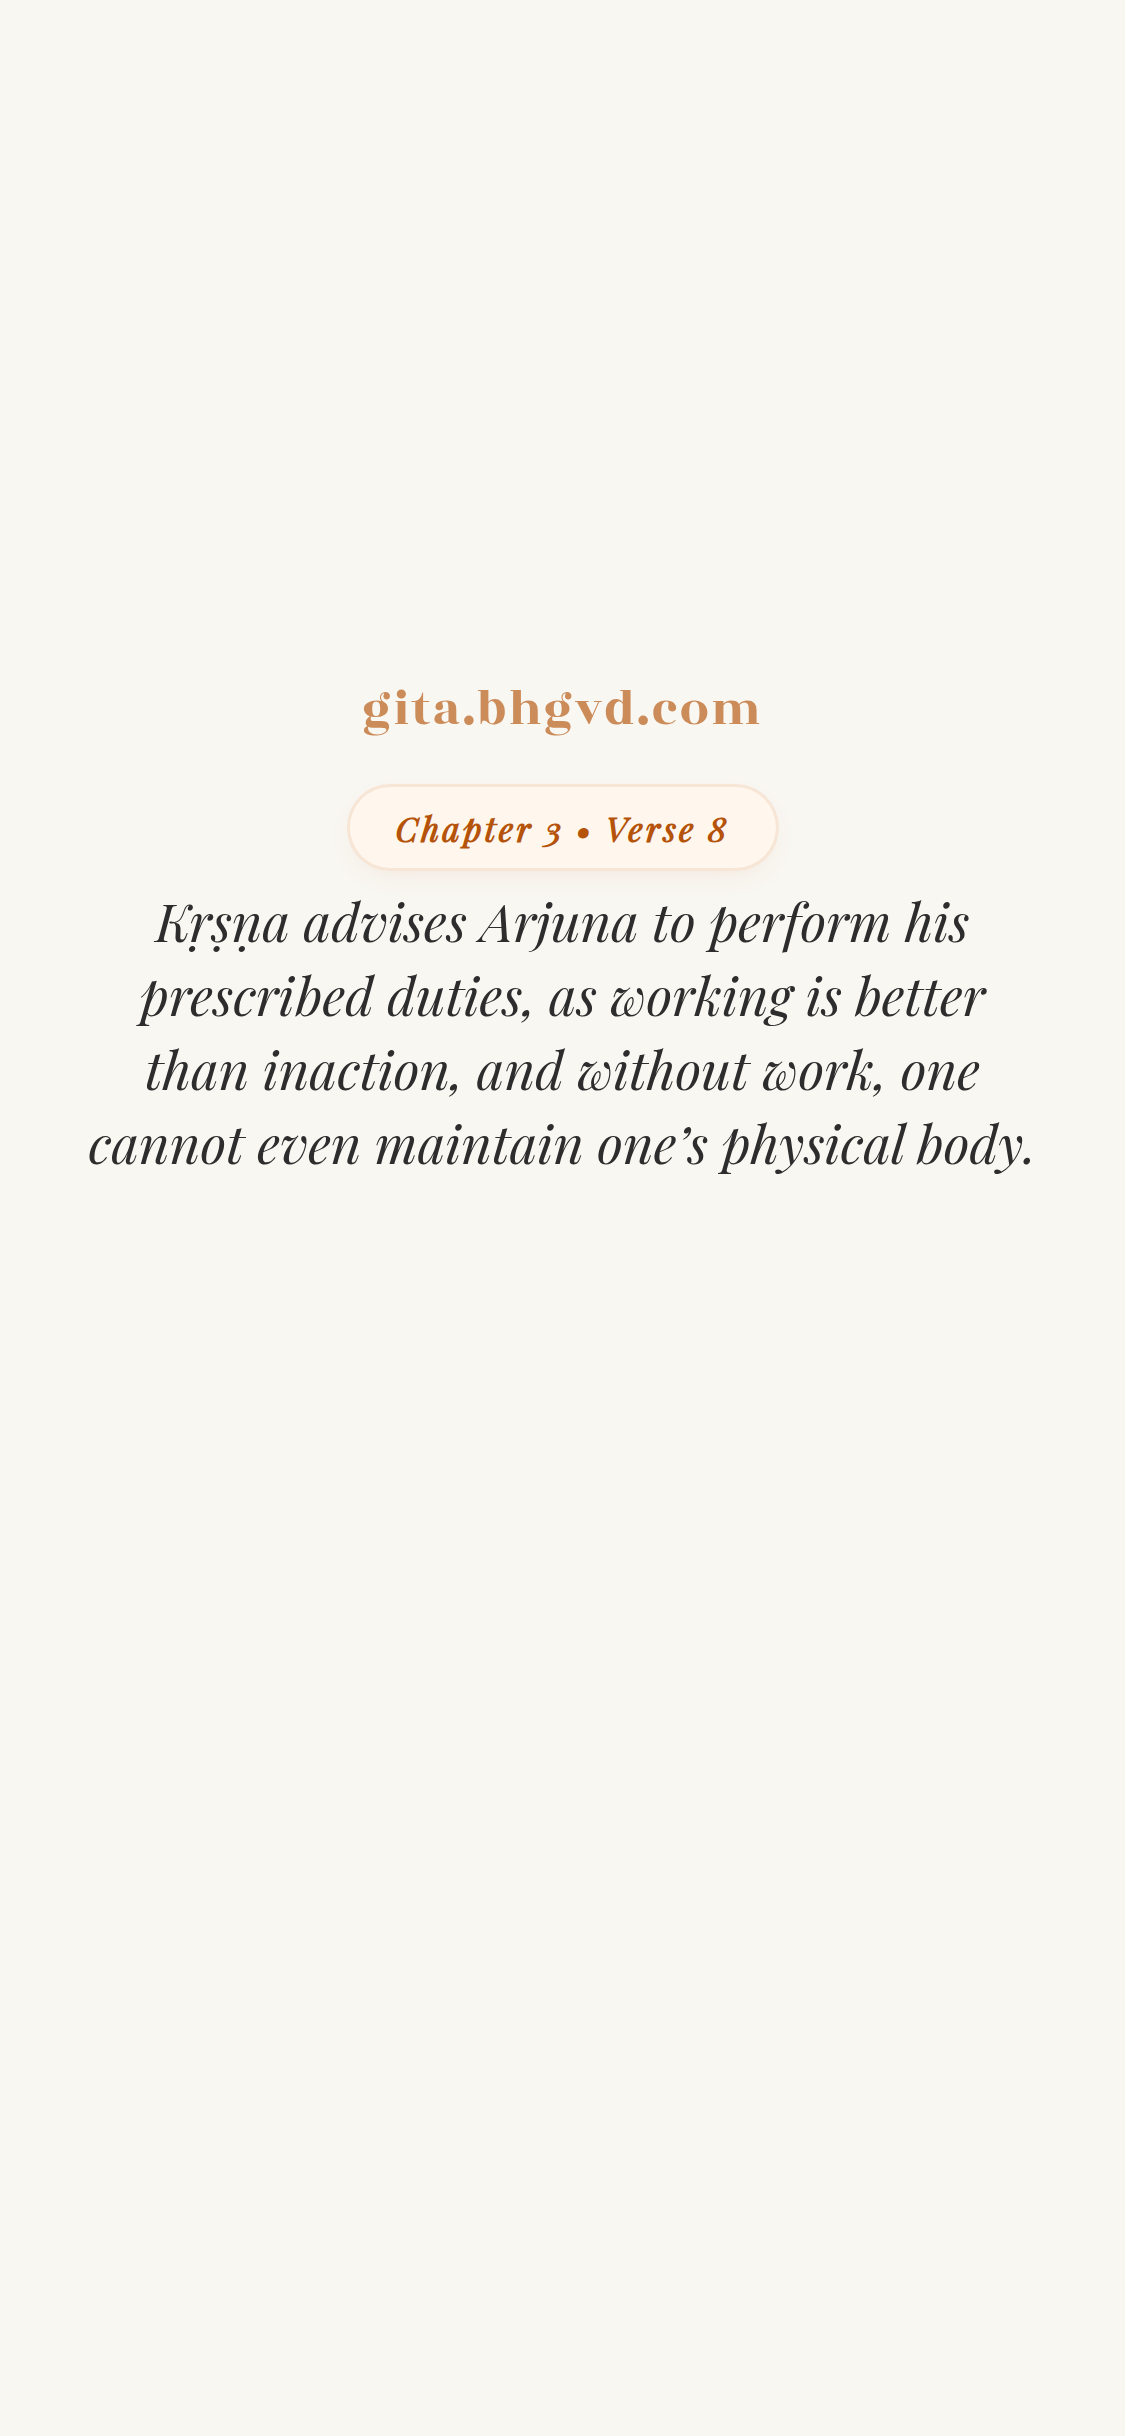 gita.bhgvd.com
Chapter 3 • Verse 8
Kṛṣṇa advises Arjuna to perform his
prescribed duties, as working is better
than inaction, and without work, one
cannot even maintain one’s physical body.